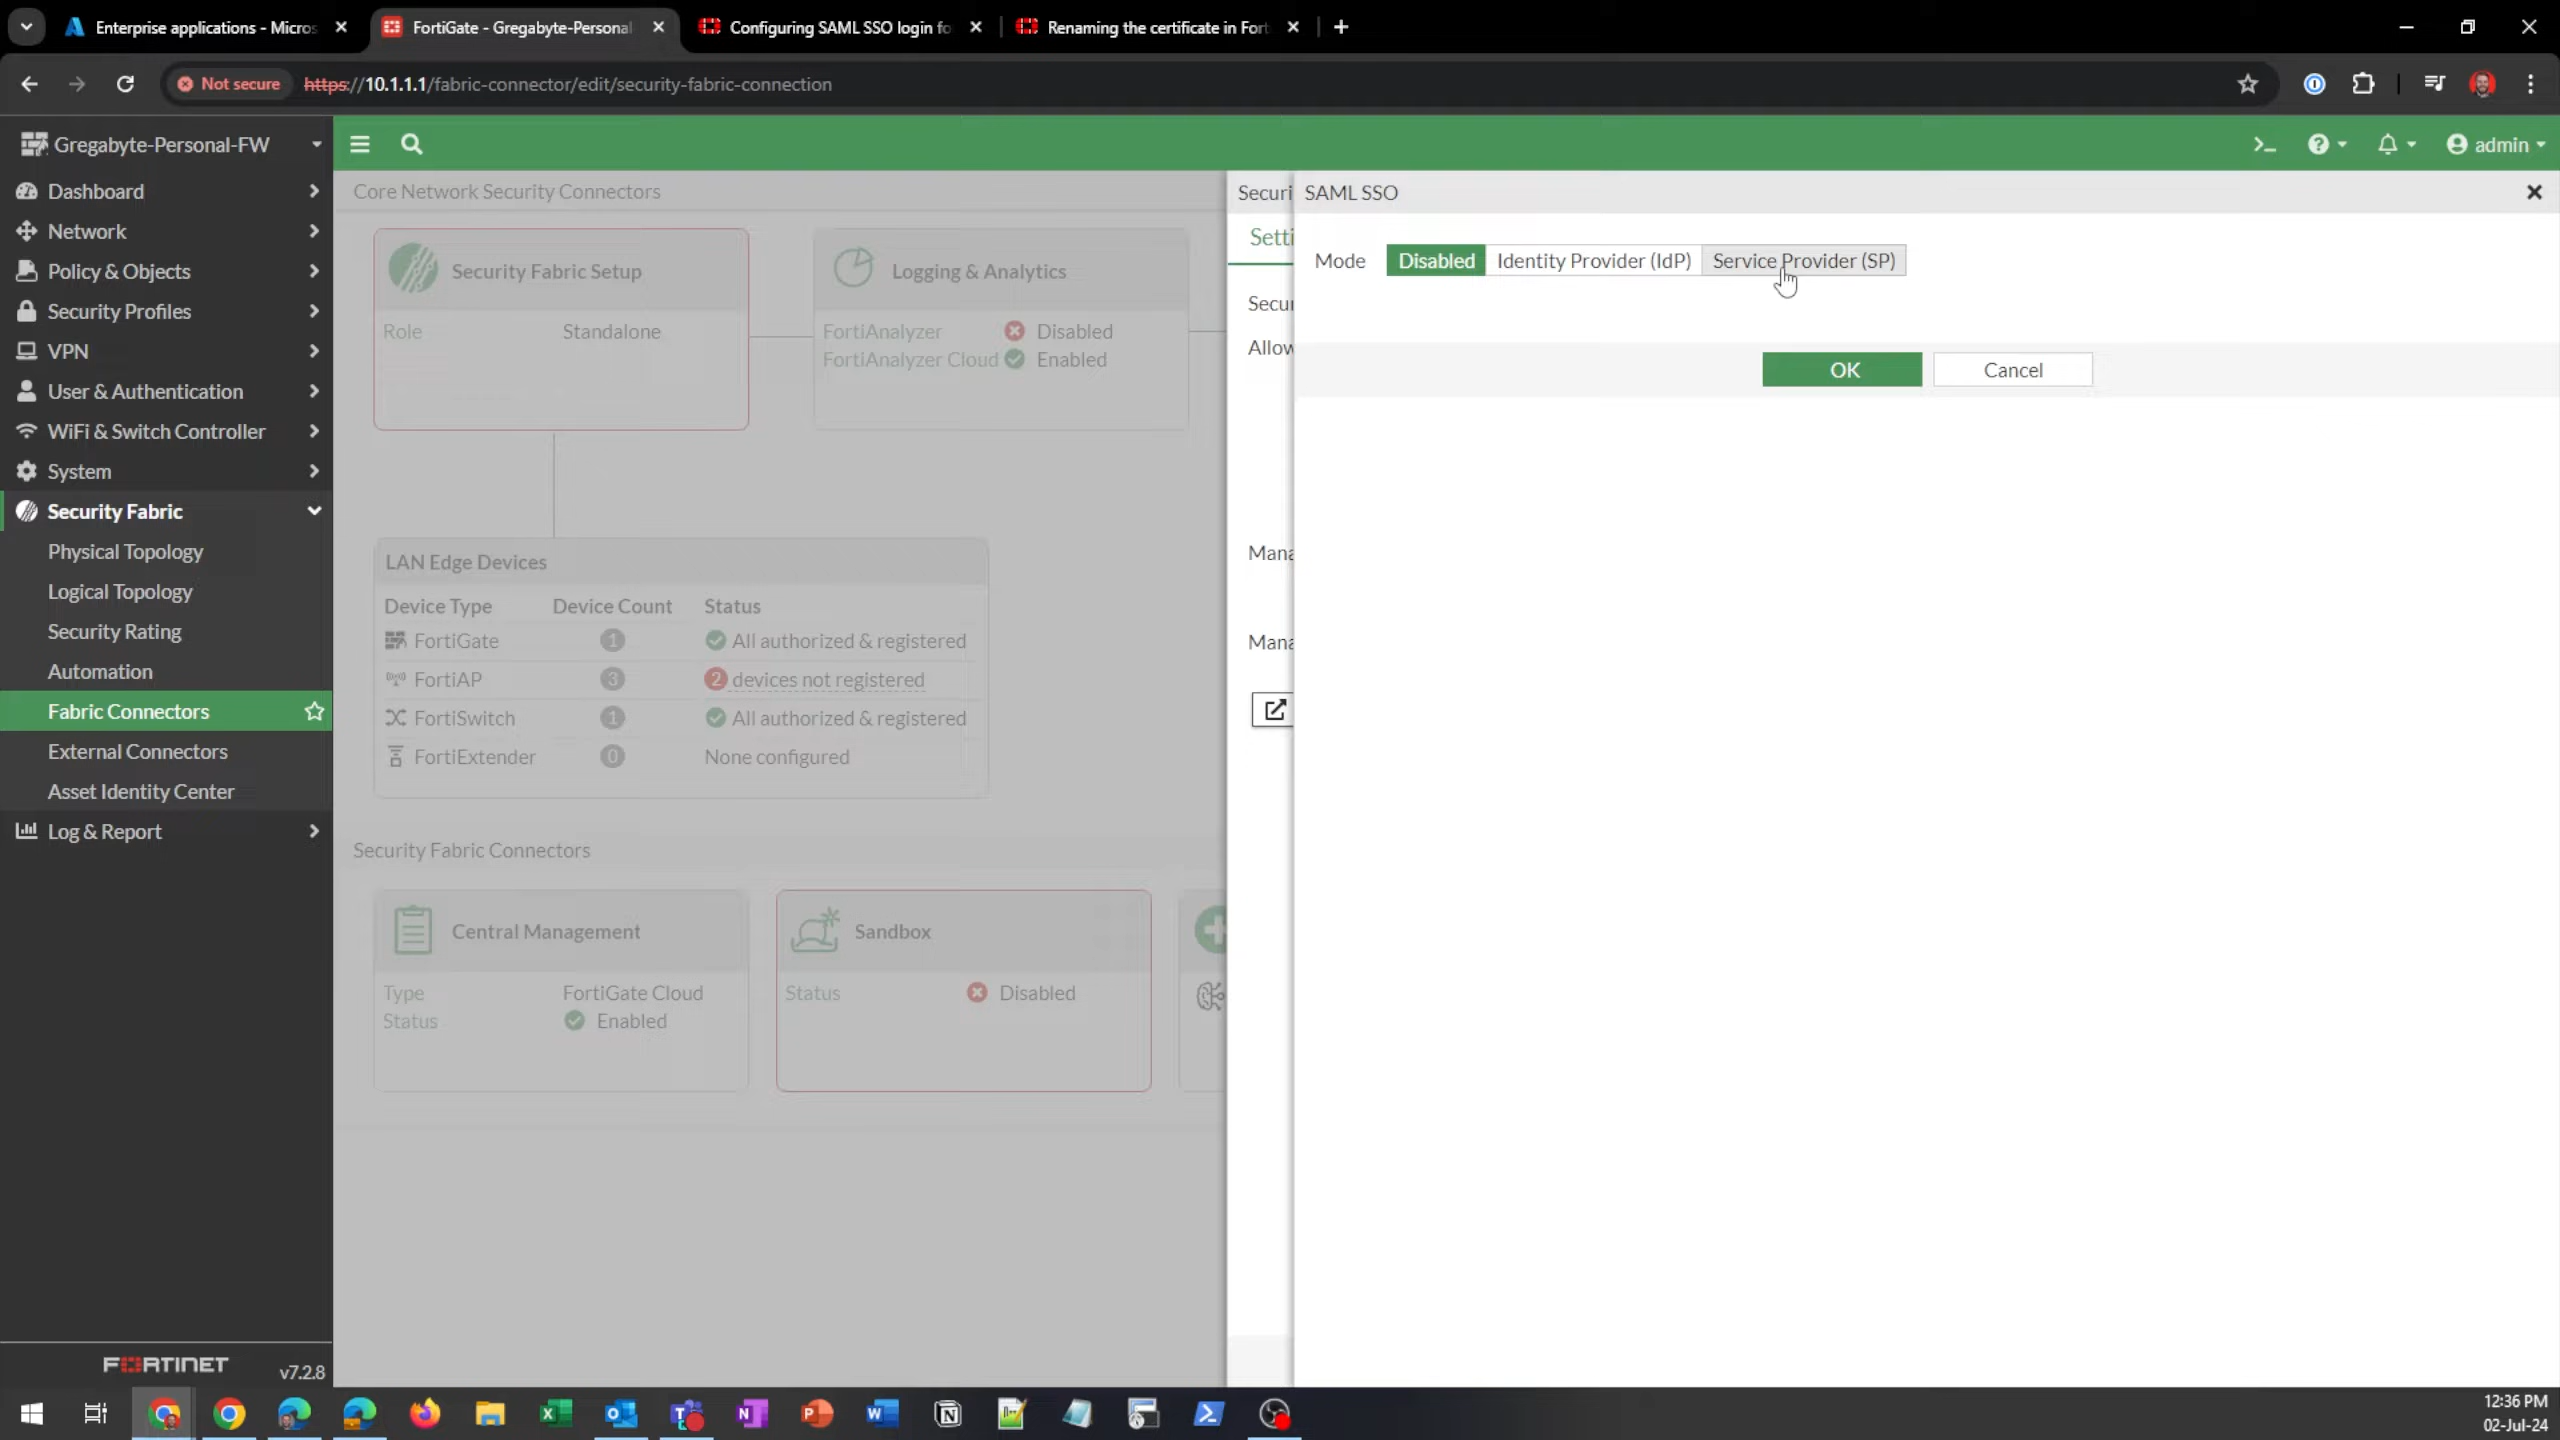 Enterprise applications - Micros
FortiGate - Gregabyte-Personal
Configuring SAML SSO login fo
Renaming the certificate in Fort
Not secure
https://10.1.1.1/fabric-connector/edit/security-fabric-connection
Gregabyte-Personal-FW
admin
Dashboard
Network
Policy & Objects
Security Profiles
VPN
User & Authentication
WiFi & Switch Controller
System
Security Fabric
Physical Topology
Logical Topology
Security Rating
Automation
Fabric Connectors
External Connectors
Asset Identity Center
Log & Report
FORTINET
v7.2.8
Core Network Security Connectors
Security Fabric Setup
Role Standalone
Logging & Analytics
FortiAnalyzer Disabled
FortiAnalyzer Cloud Enabled
LAN Edge Devices
Device Type Device Count Status
FortiGate 1 All authorized & registered
FortiAP 3 2 devices not registered
FortiSwitch 1 All authorized & registered
FortiExtender 0 None configured
Security Fabric Connectors
Central Management
Type FortiGate Cloud
Status Enabled
Sandbox
Status Disabled
Securi
Setti
Secur
Allow
Mana
Mana
SAML SSO
Mode Disabled Identity Provider (IdP) Service Provider (SP)
OK Cancel
12:36 PM
02-Jul-24